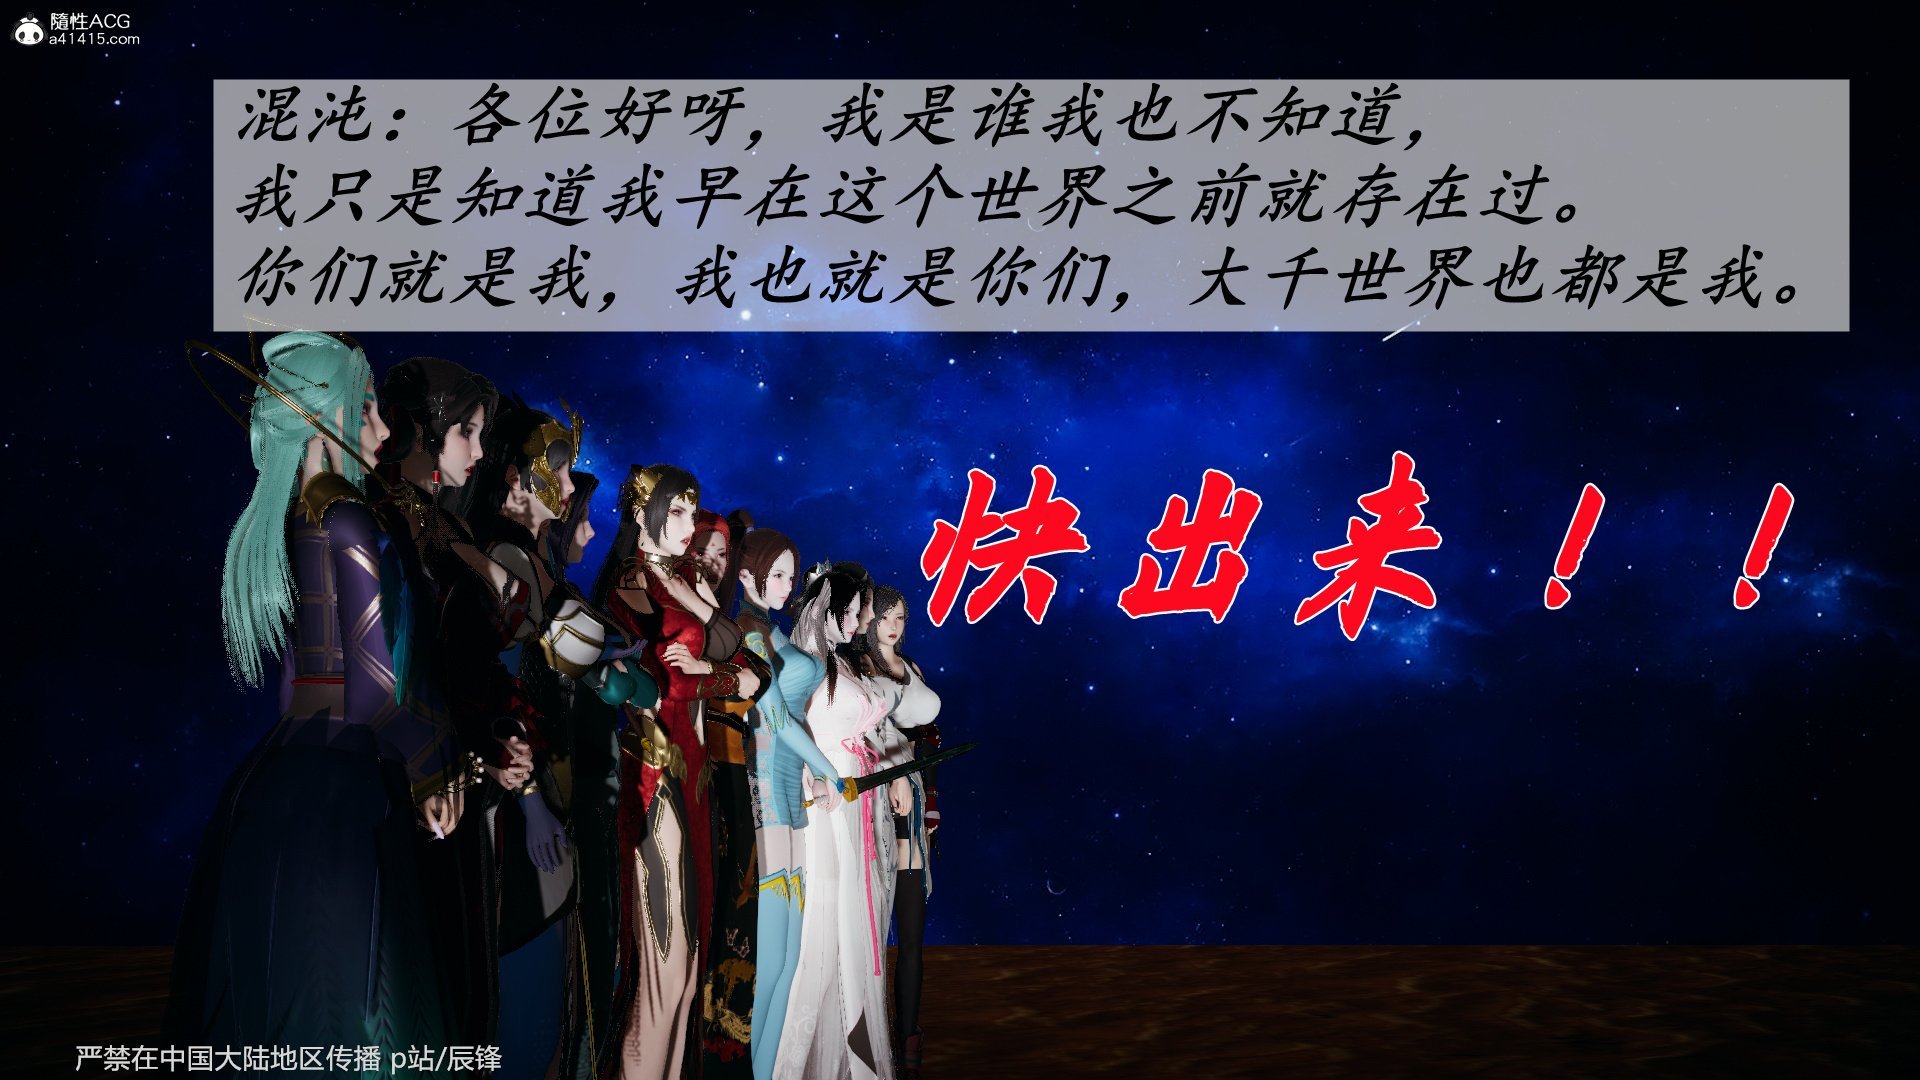 隨性ACG
a41415.com
混沌：各位好呀，我是谁我也不知道，
我只是知道我早在这个世界之前就存在过。
你们就是我，我也就是你们，大千世界也都是我。
快出来！！
严禁在中国大陆地区传播 p站/辰锋